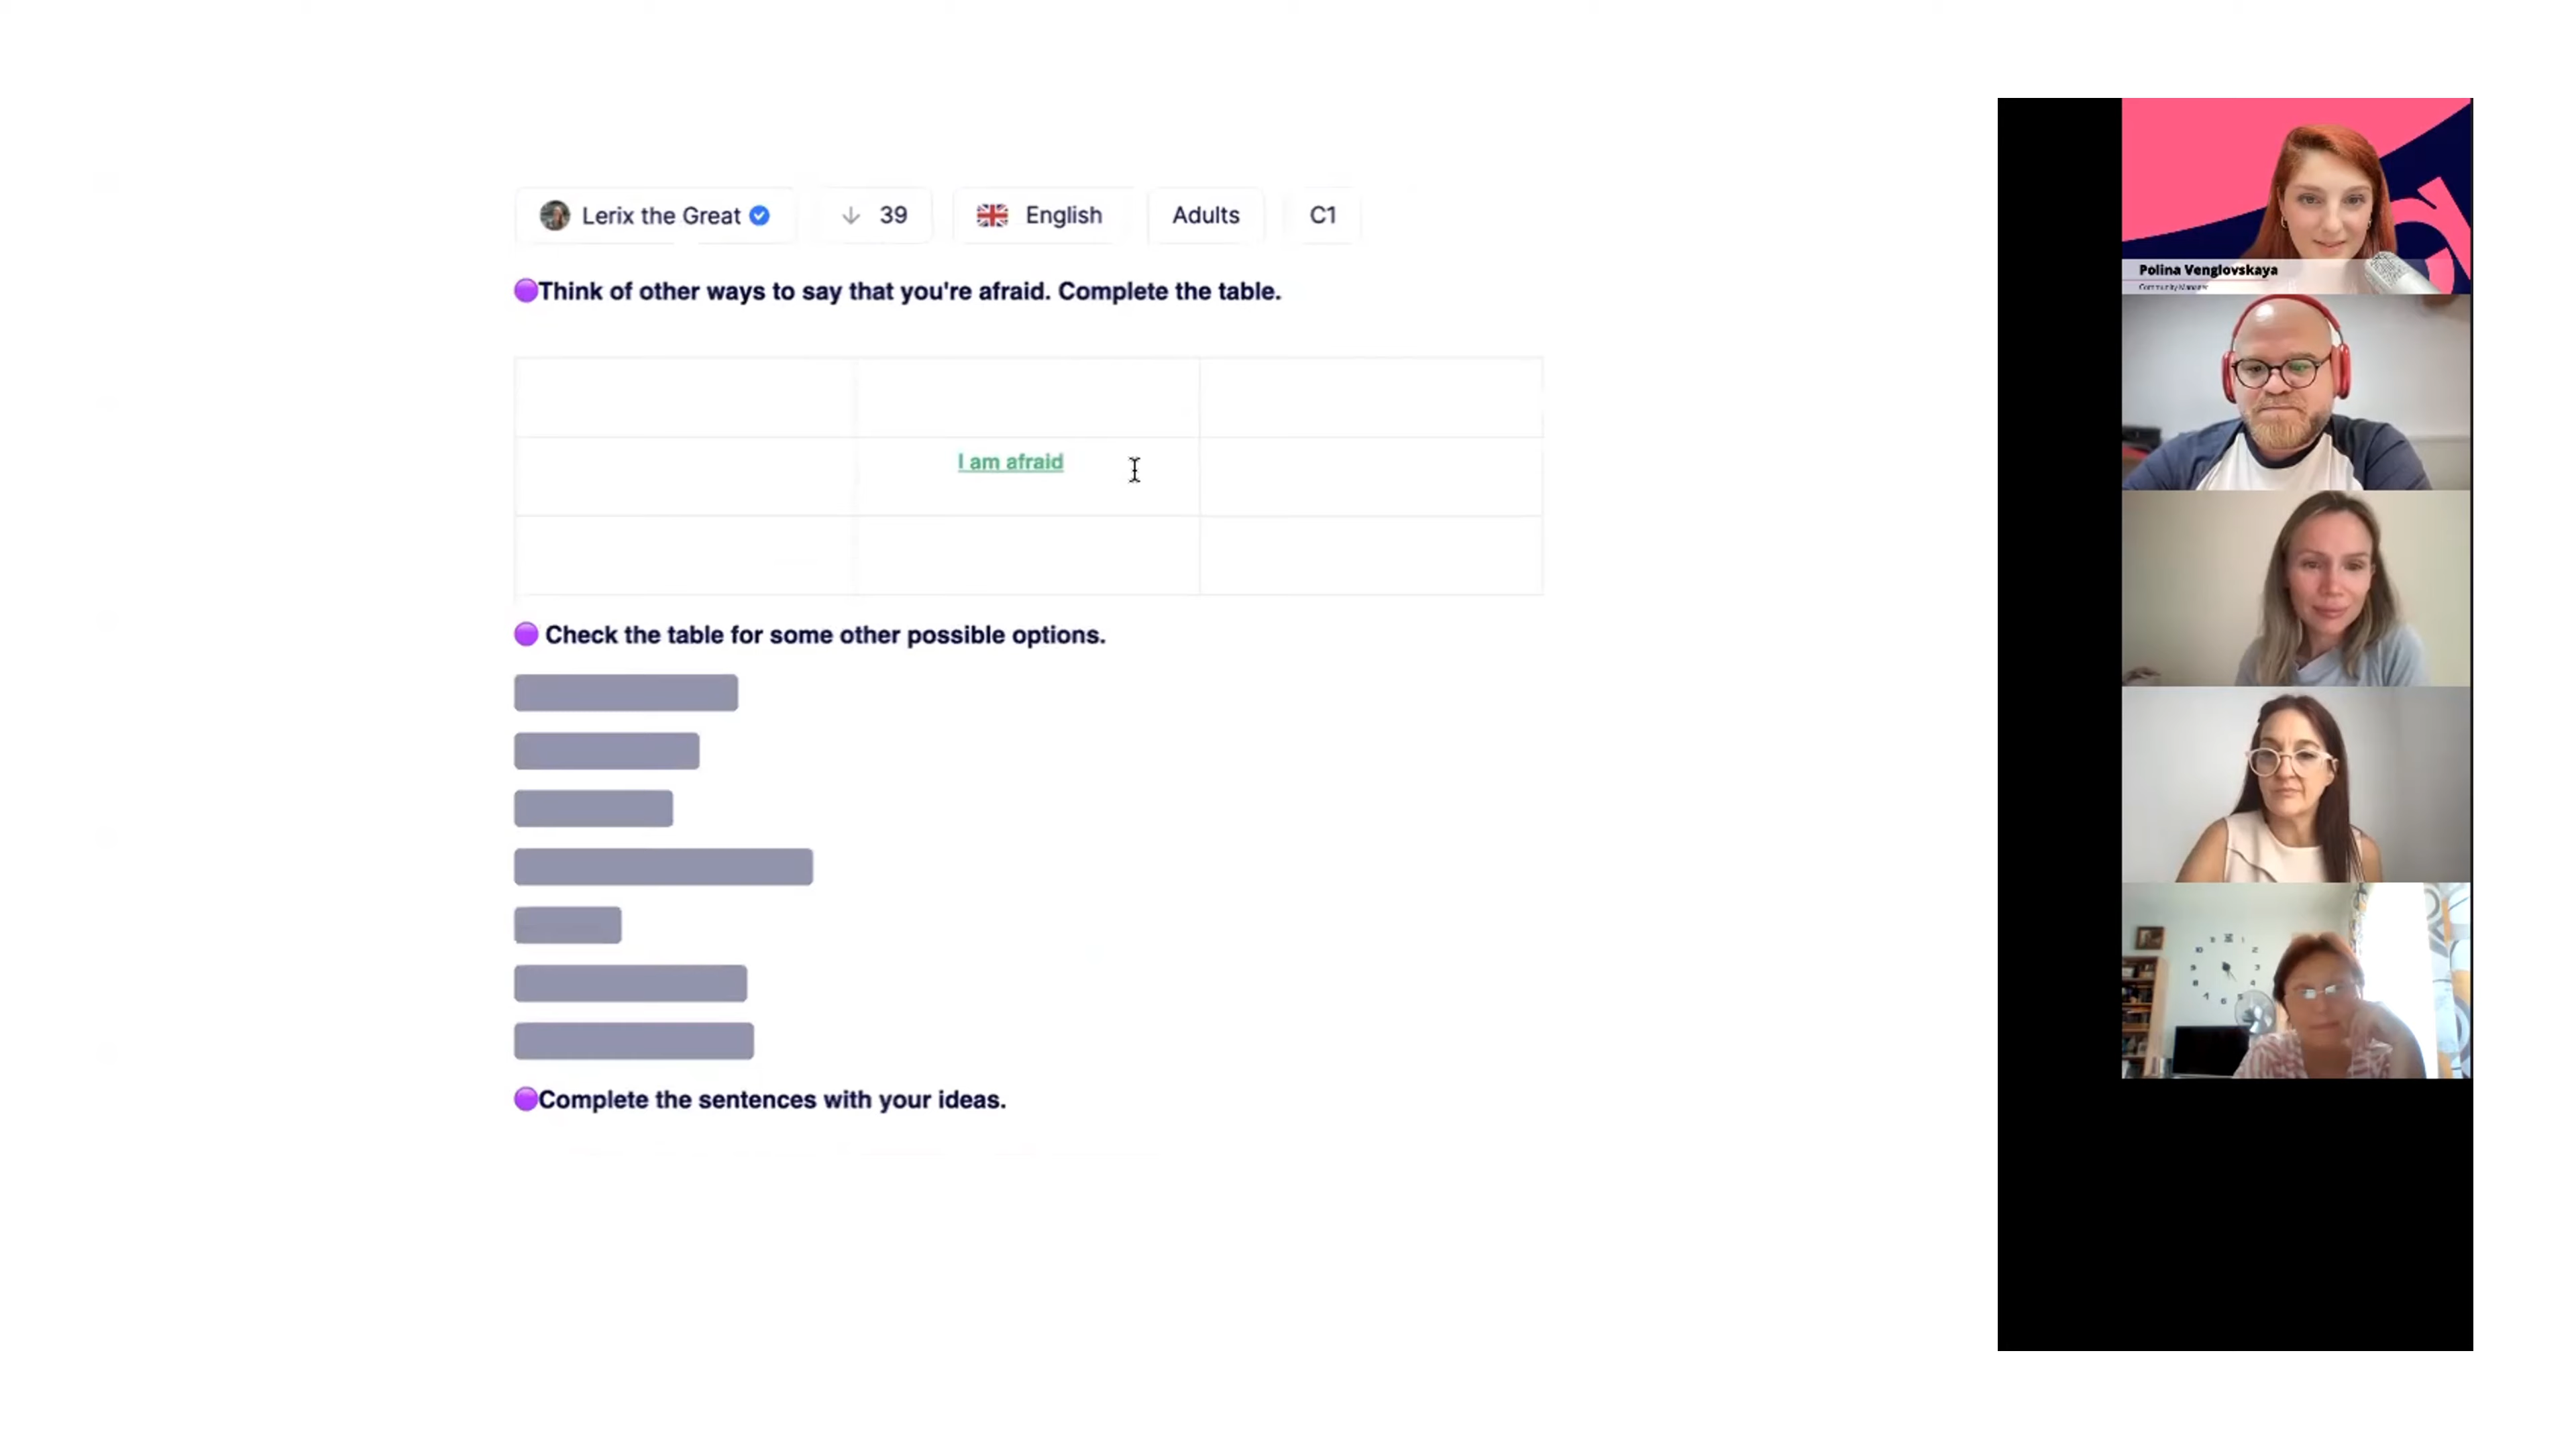 Lerix the Great
39
English
Adults
C1
Think of other ways to say that you're afraid. Complete the table.
I am afraid
Check the table for some other possible options.
Complete the sentences with your ideas.
Polina Venglovskaya
Community Manager